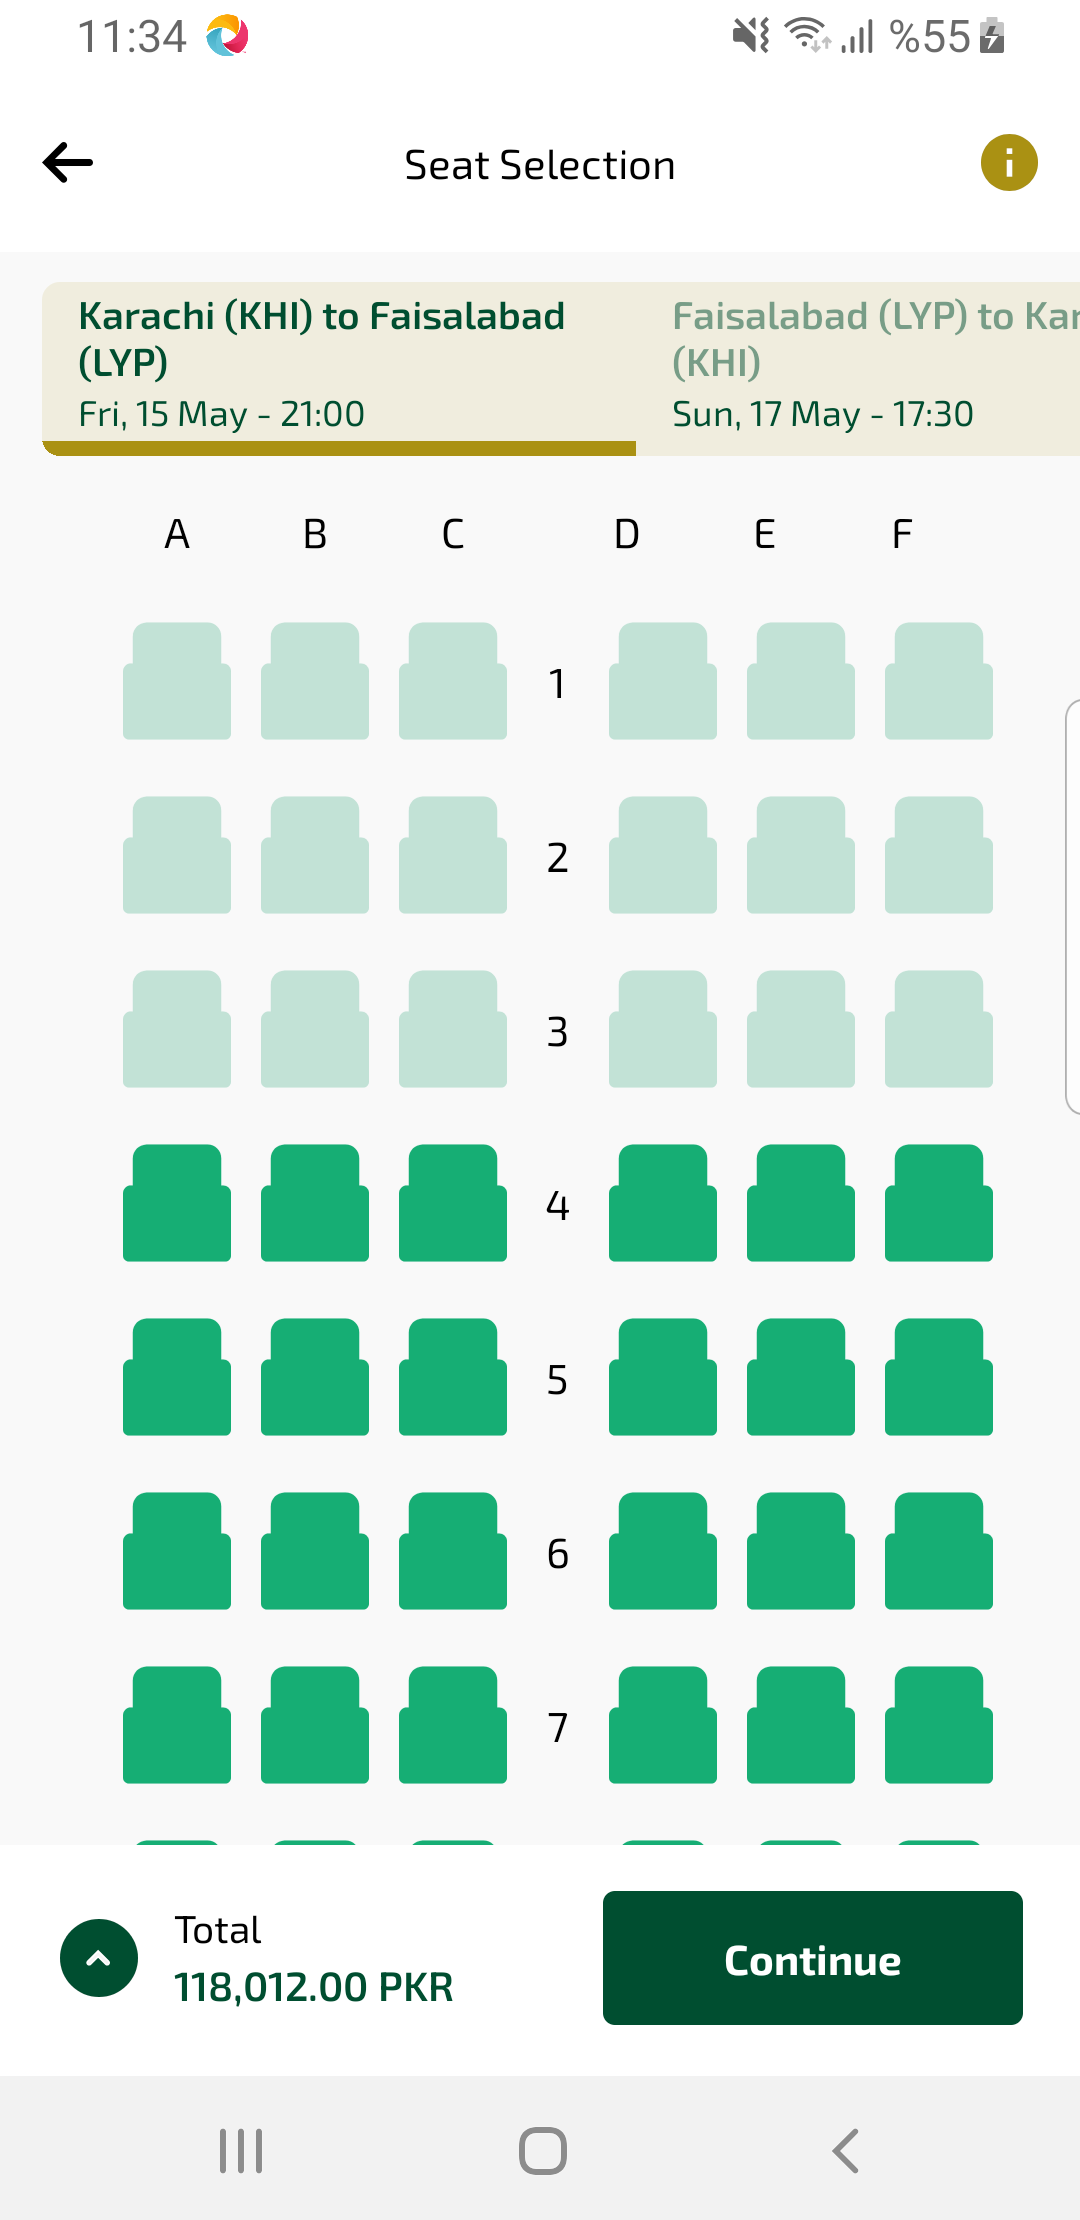 11:34
%55
Seat Selection
Karachi (KHI) to Faisalabad
(LYP)
Fri, 15 May - 21:00
Faisalabad (LYP) to
(KHI)
Sun, 17 May - 17:30
A B C D E F
1
2
3
4
5
6
7
Total
118,012.00 PKR
Continue